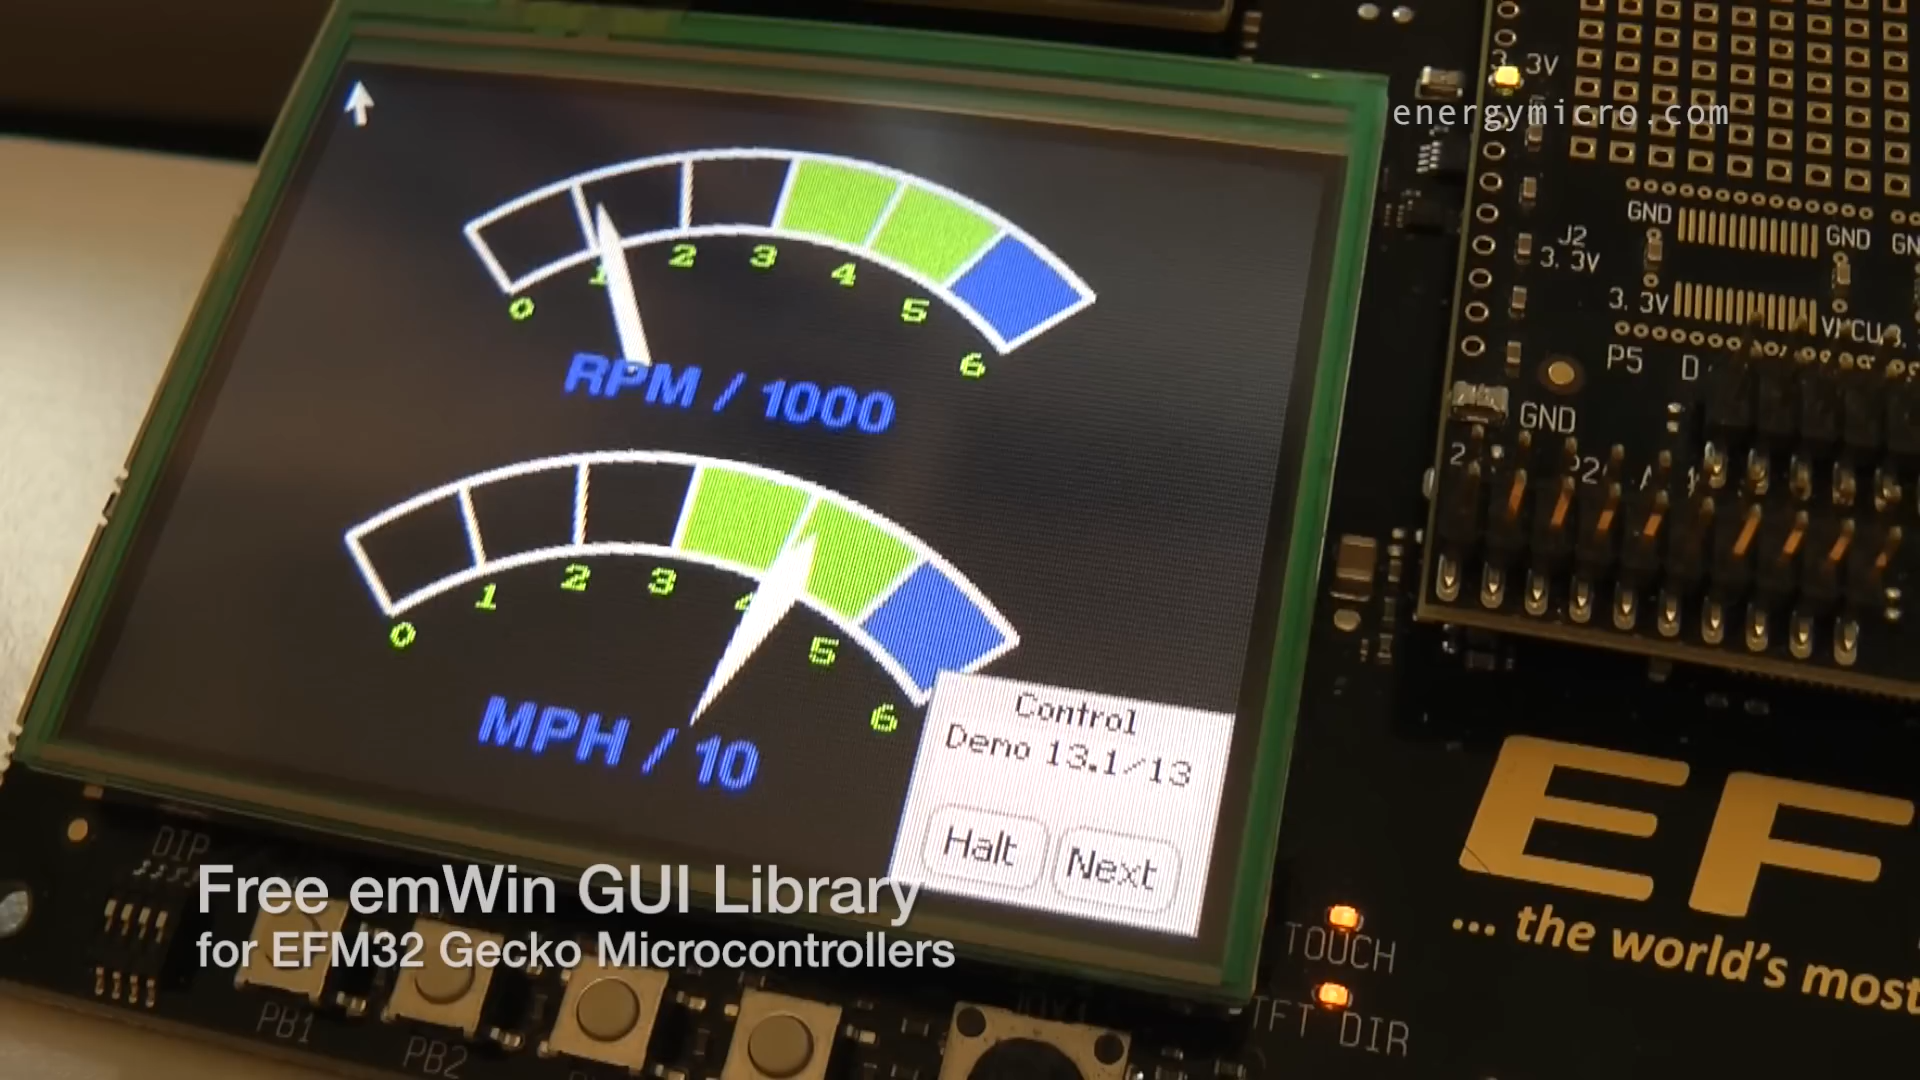 energymicro.com
3.3V
GND
GND
J2
3.3V
3.3V
P5
D
GND
0
1
2
3
4
5
6
RPM / 1000
0
1
2
3
4
5
6
MPH / 10
Control
Demo 13.1/13
Halt
Next
EF
... the world's most
TOUCH
TFT DIR
DIP
Free emWin GUI Library
for EFM32 Gecko Microcontrollers
PB1
PB2